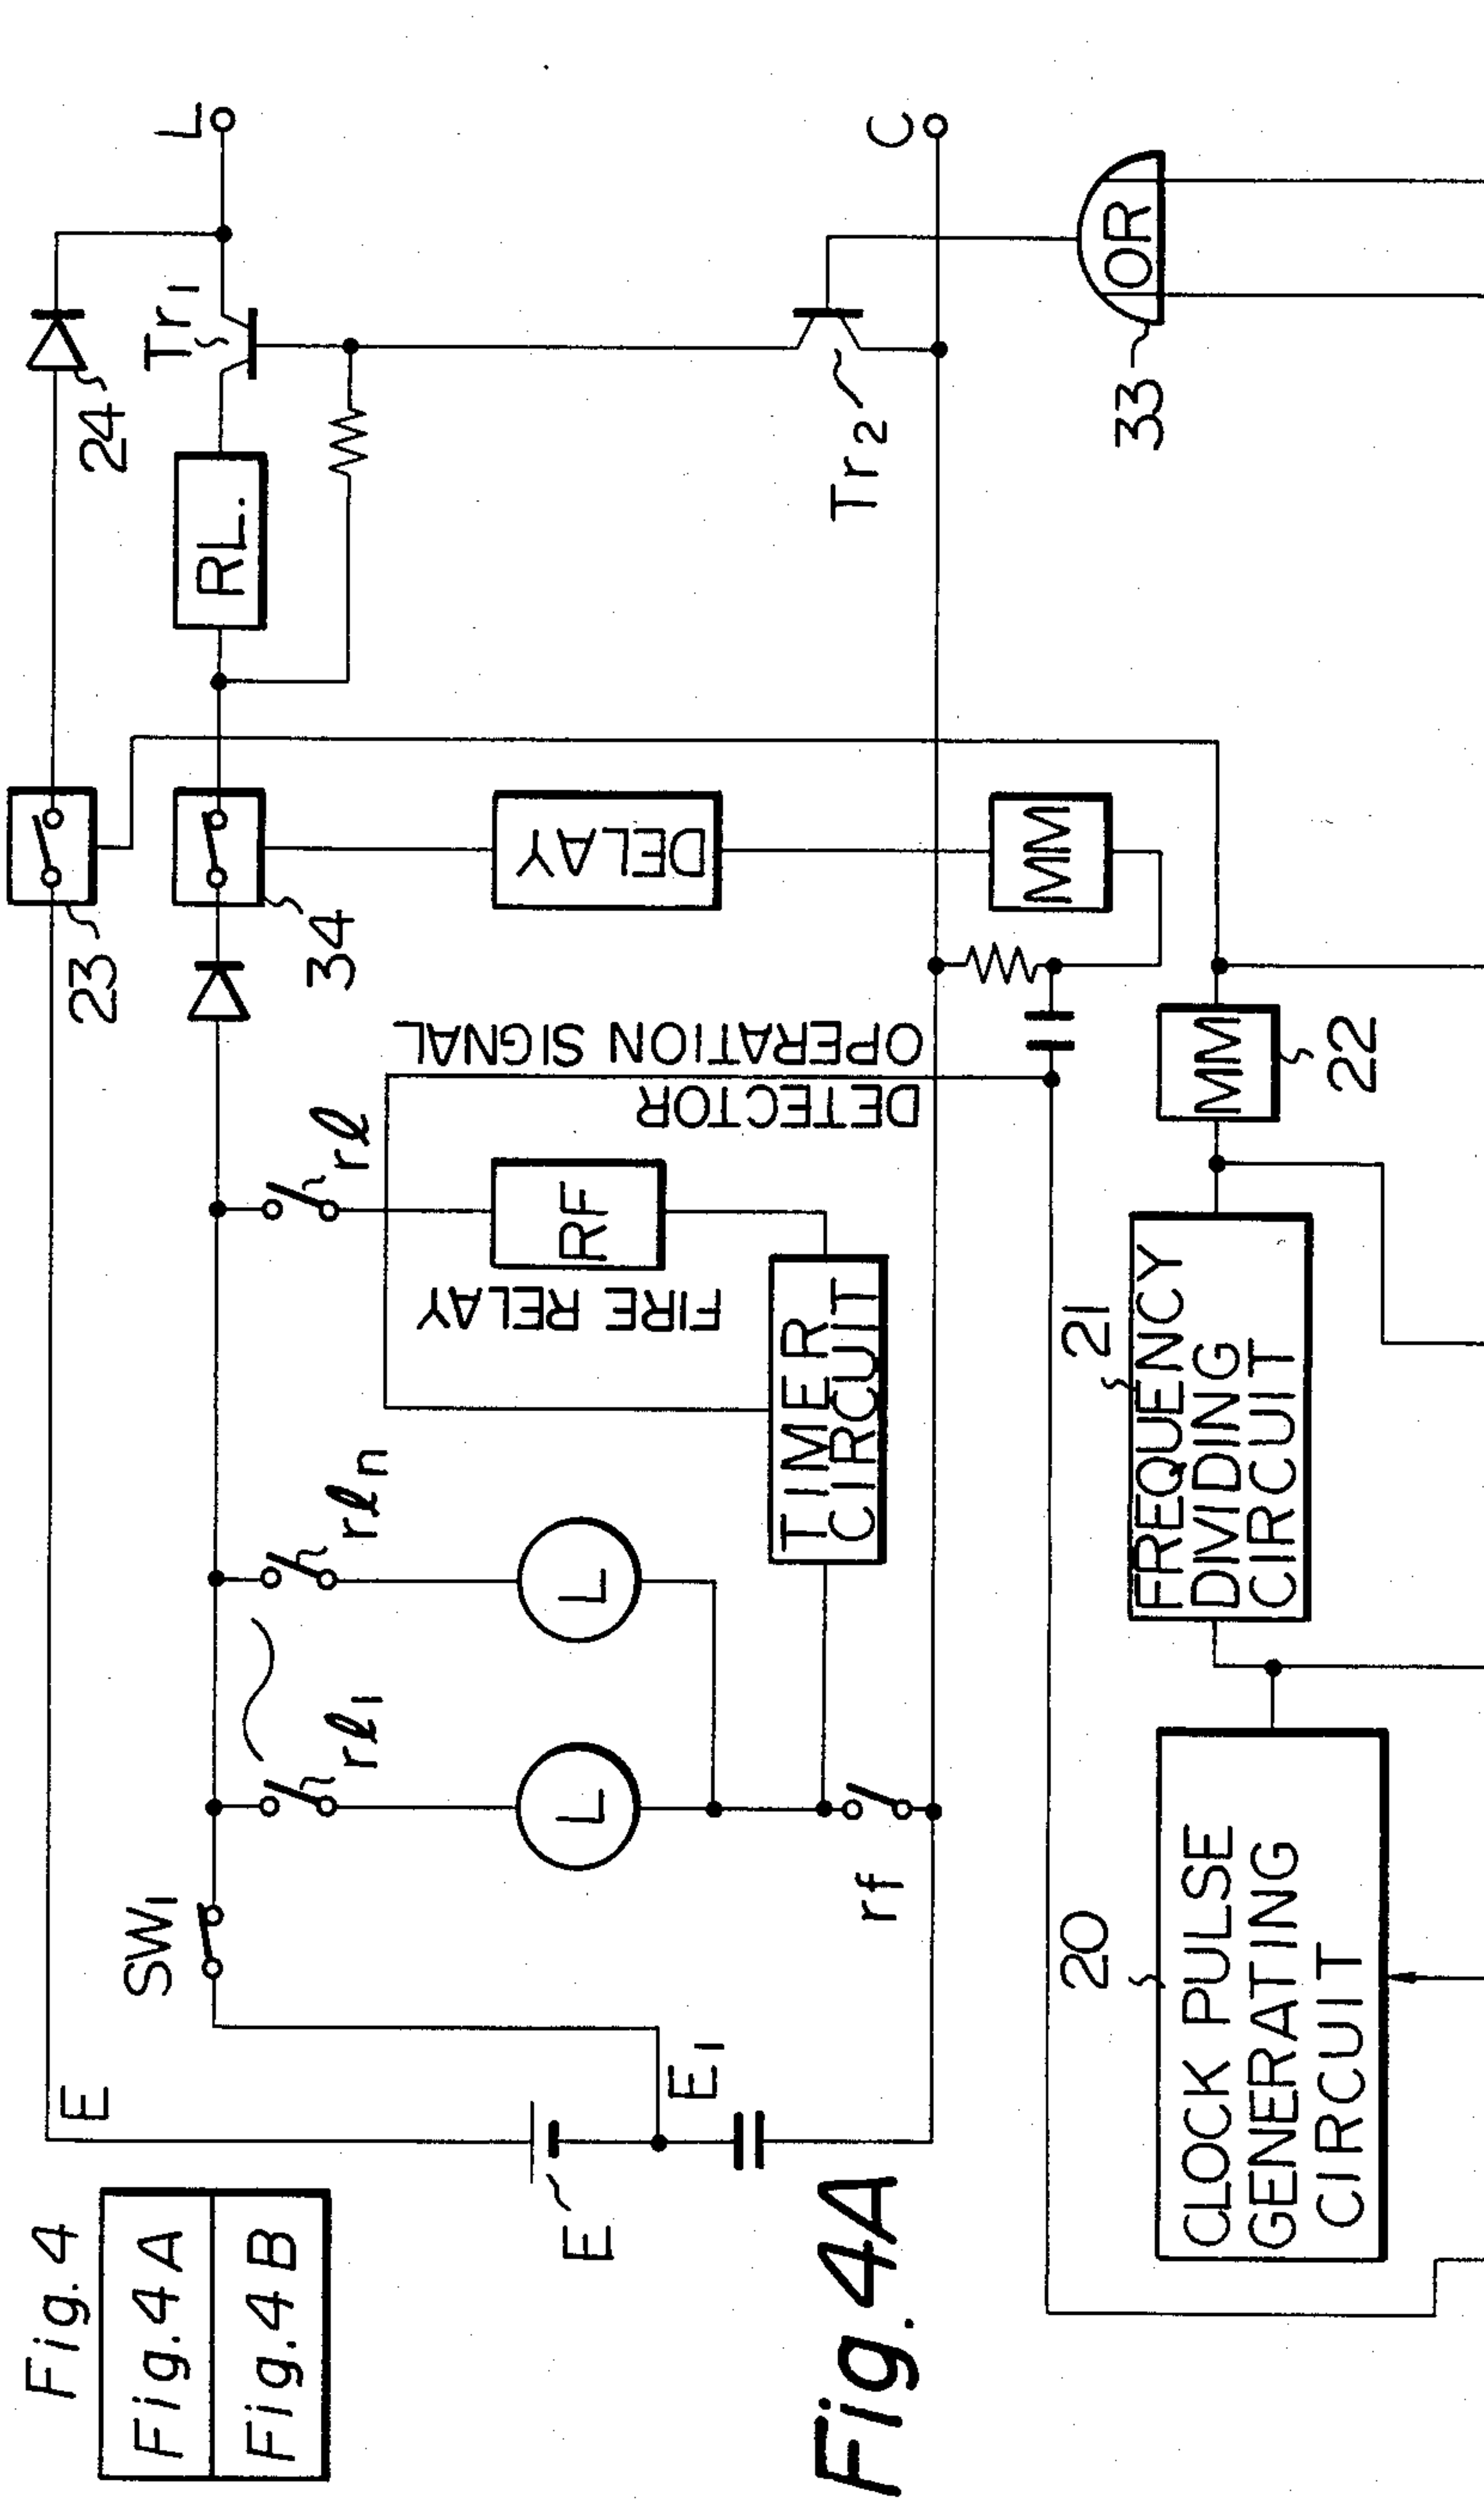 Fig. 4
Fig. 4 A
Fig. 4 B
E
23
24
SW1
34
RL.
Tr1
L
rl1
rln
rl
E
E1
L
L
FIRE RELAY
RF
DETECTOR
OPERATION SIGNAL
DELAY
TIMER
CIRCUIT
rf
Tr2
C
Fig. 4A
MM
20
CLOCK PULSE
GENERATING
CIRCUIT
21
FREQUENCY
DIVIDING
CIRCUIT
MM
22
33
OR